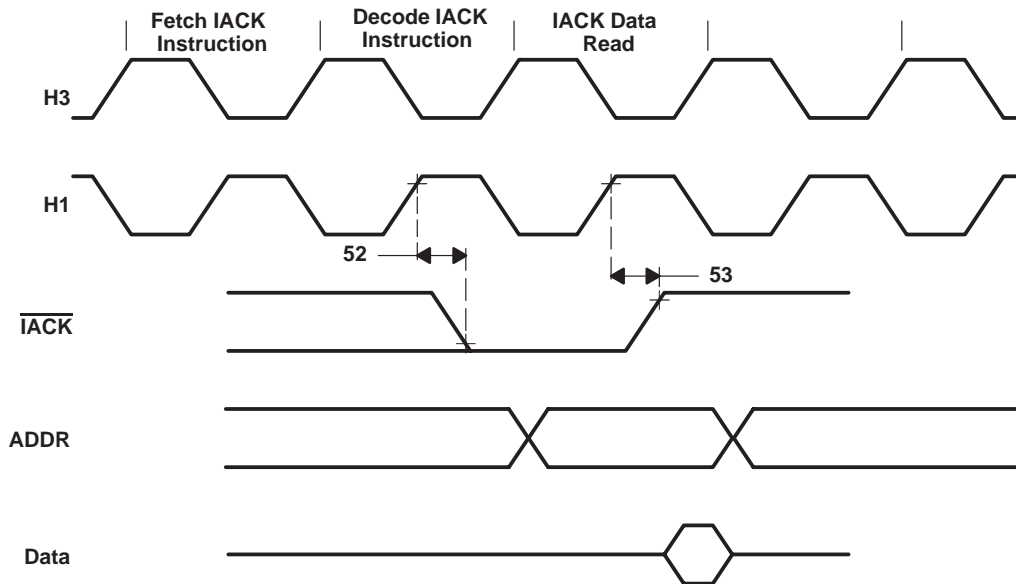 Fetch IACK
Instruction
Decode IACK
Instruction
IACK Data
Read
H3
H1
52
53
IACK
ADDR
Data